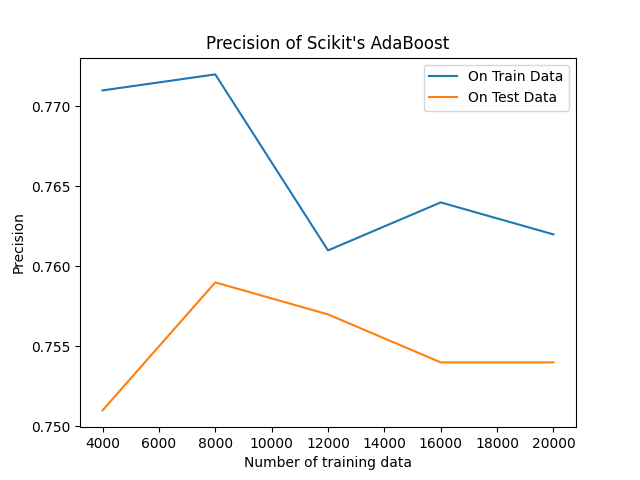 Precision of Scikit's AdaBoost
On Train Data
On Test Data
0.770
0.765
0.760
0.755
0.750
Precision
4000 6000 8000 10000 12000 14000 16000 18000 20000
Number of training data